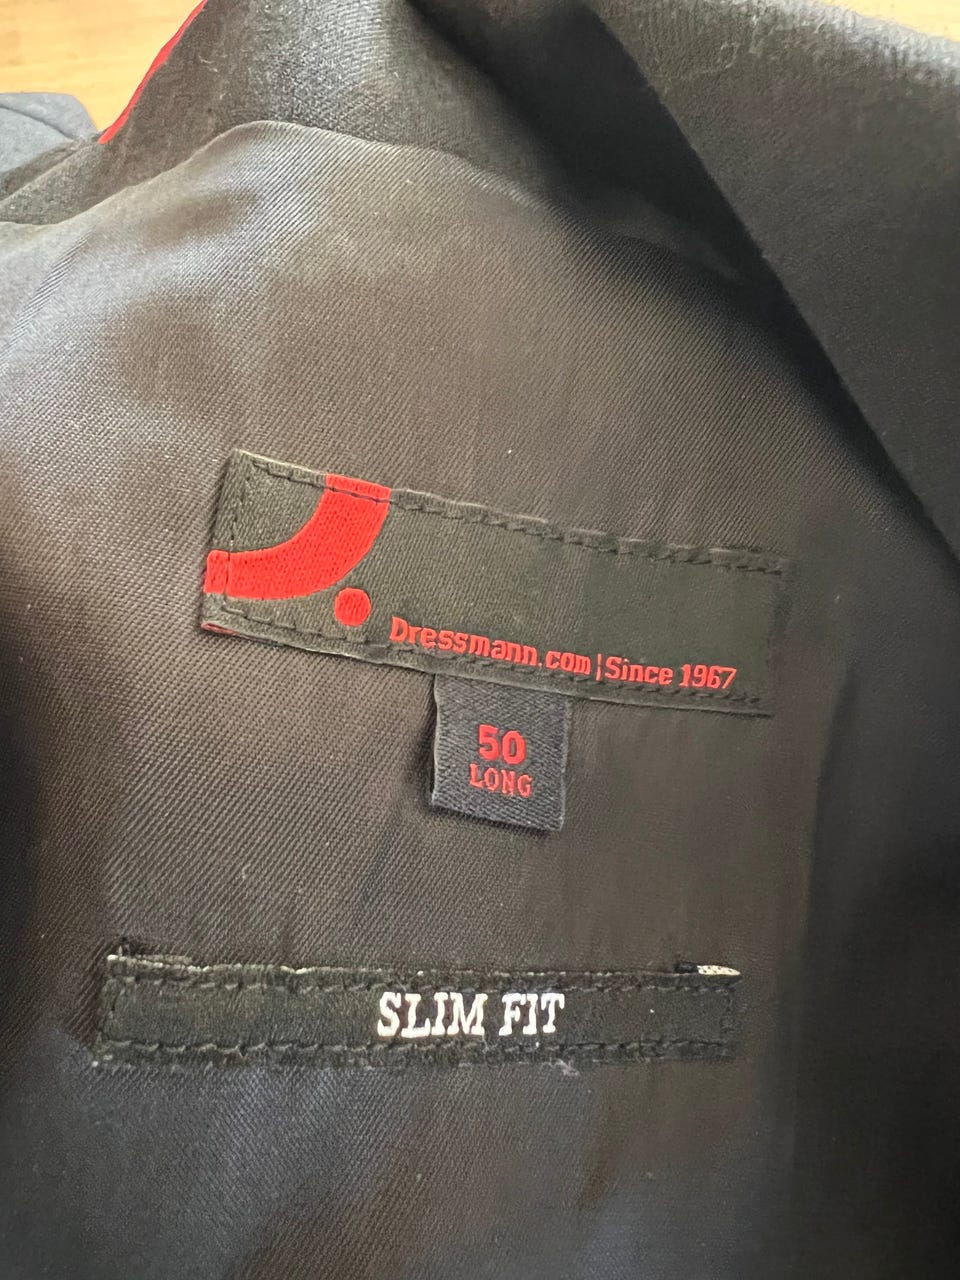 Dressmann.com|Since 1967
50
LONG
SLIM FIT